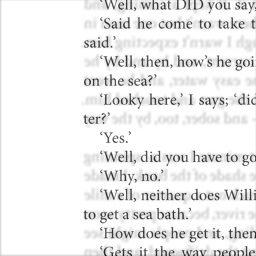 'Well, what DID you say,
'Said he come to take t
said.'
'Well, then, how's he goi
on the sea?'
'Looky here,' I says; 'did
ter?'
'Yes.'
'Well, did you have to go
'Why, no.'
'Well, neither does Willi
to get a sea bath.'
'How does he get it, then
'Gets it the way people